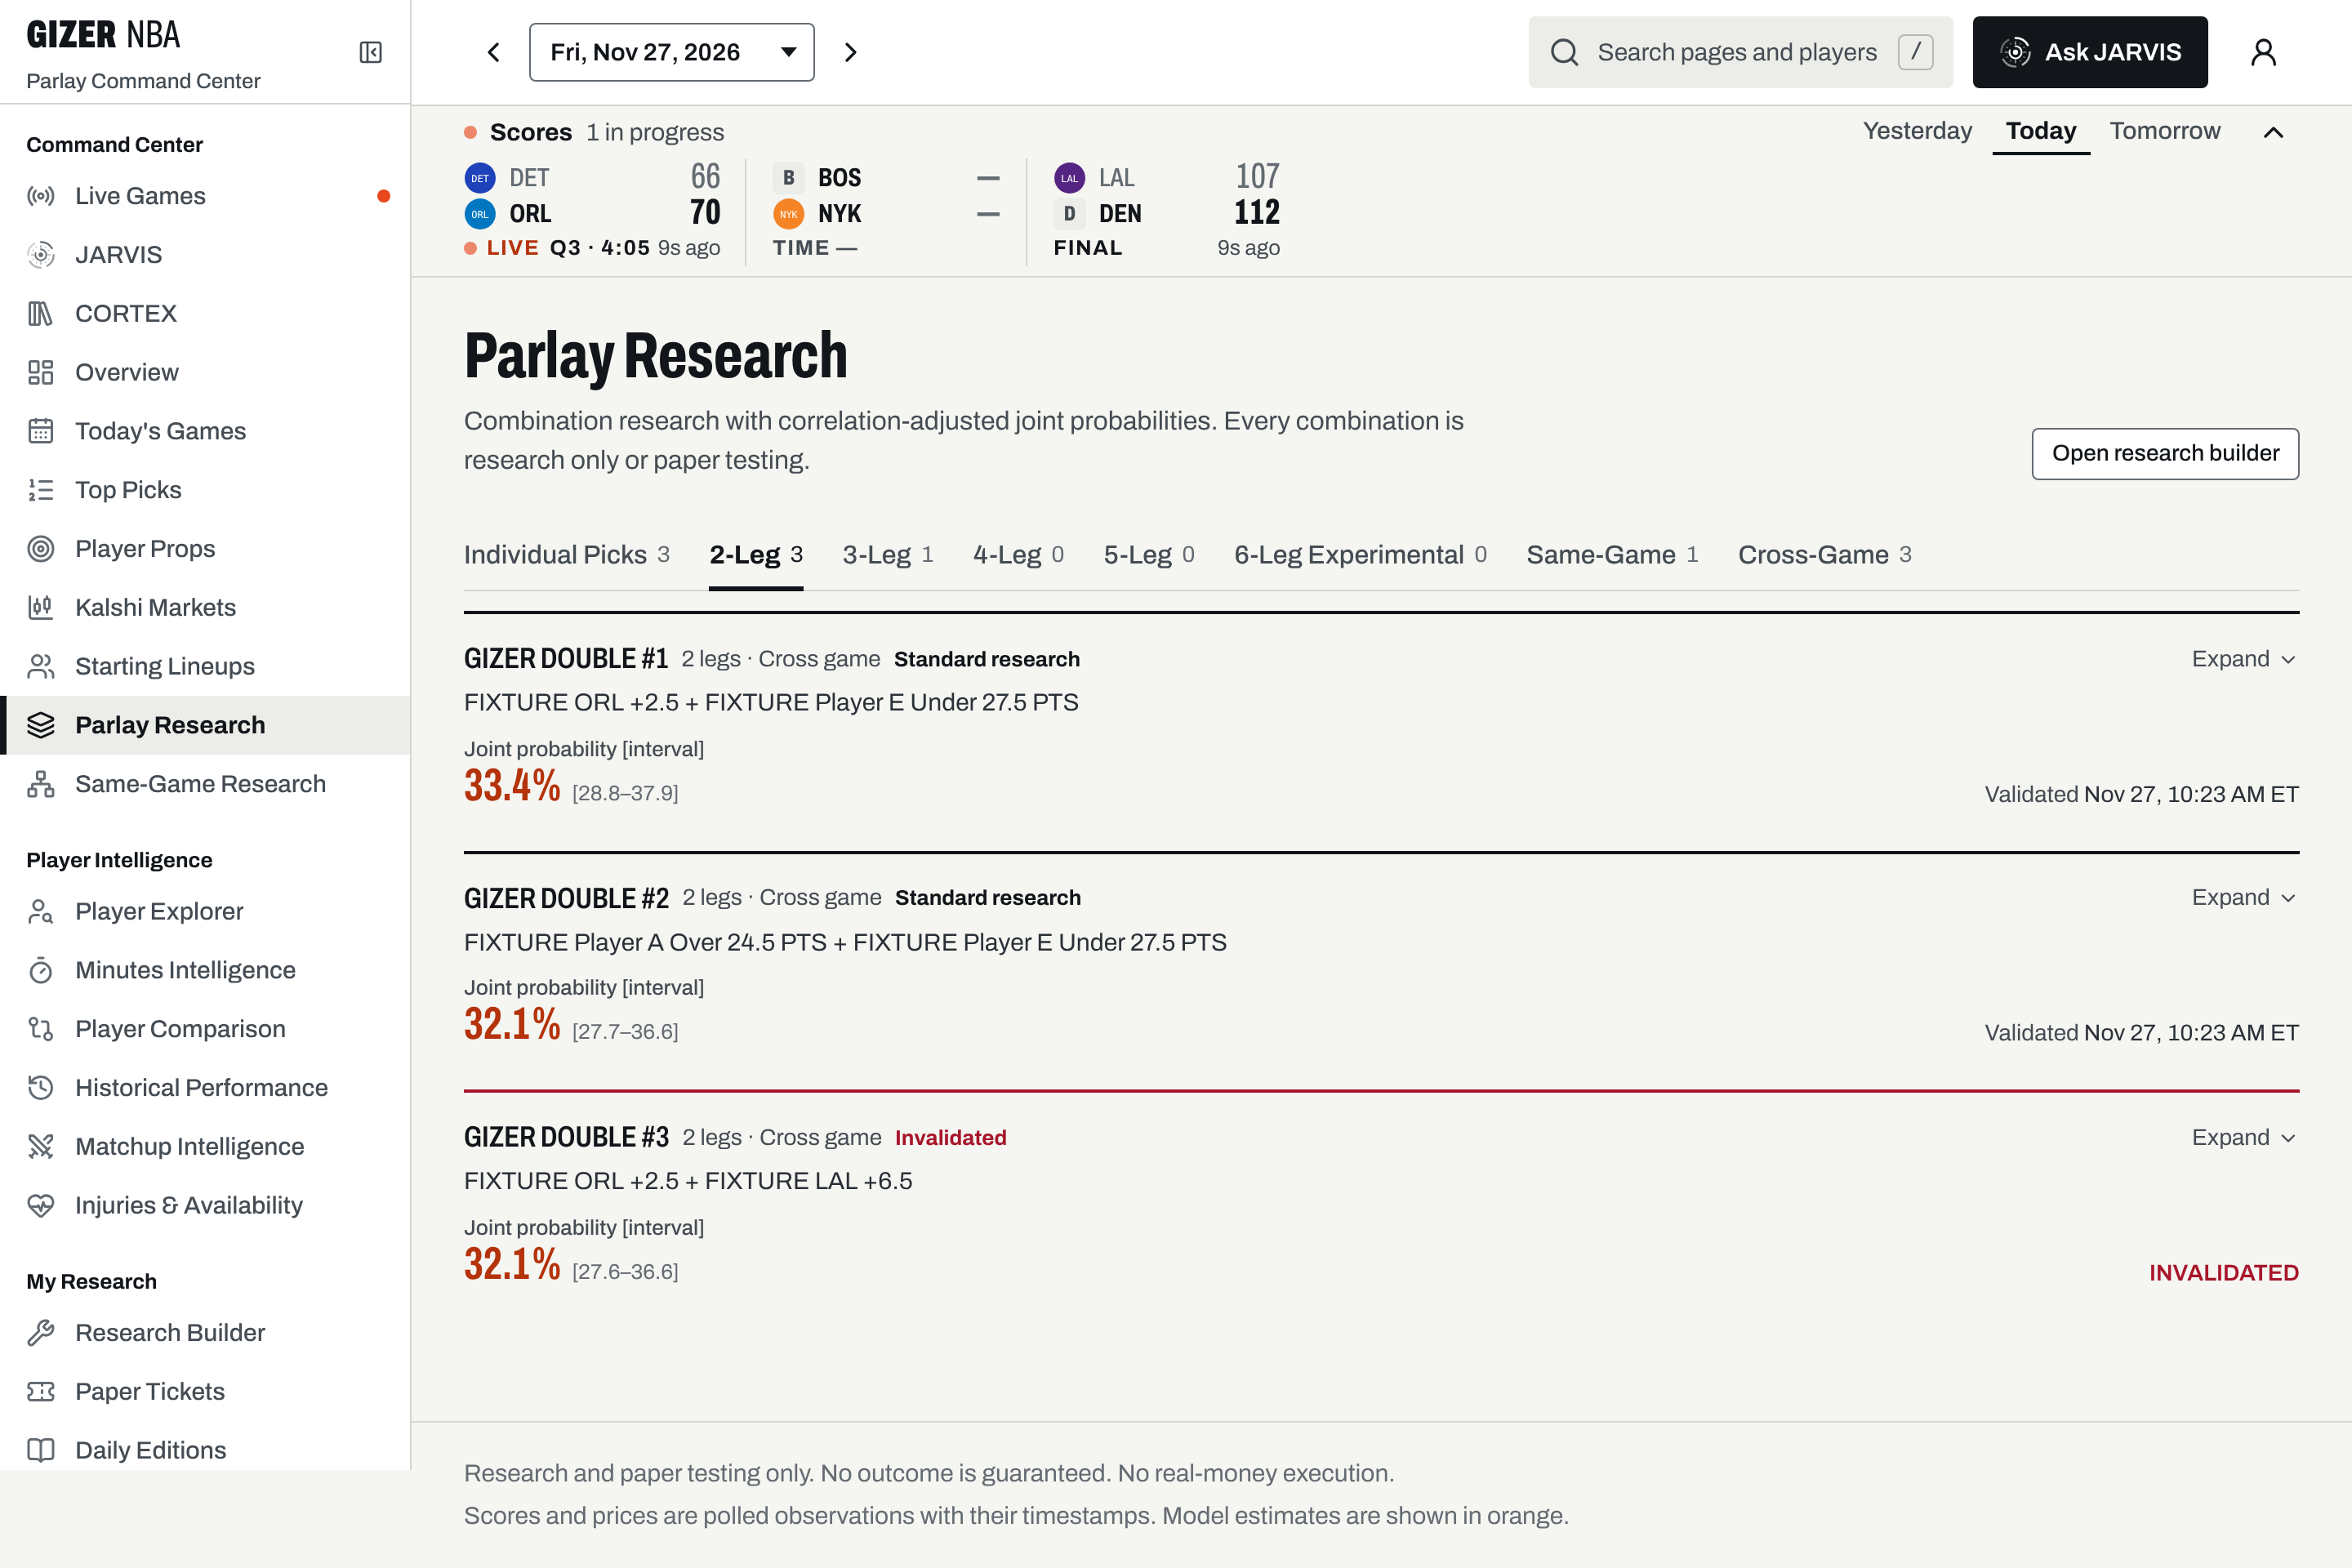 GIZER NBA
Parlay Command Center
Command Center
Live Games
JARVIS
CORTEX
Overview
Today's Games
Top Picks
Player Props
Kalshi Markets
Starting Lineups
Parlay Research
Same-Game Research
Player Intelligence
Player Explorer
Minutes Intelligence
Player Comparison
Historical Performance
Matchup Intelligence
Injuries & Availability
My Research
Research Builder
Paper Tickets
Daily Editions
Fri, Nov 27, 2026
Search pages and players /
Ask JARVIS
Scores 1 in progress
Yesterday Today Tomorrow
DET DET 66
ORL ORL 70
LIVE Q3 · 4:05 9s ago
B BOS —
NYK NYK —
TIME —
LAL LAL 107
D DEN 112
FINAL 9s ago
Parlay Research
Combination research with correlation-adjusted joint probabilities. Every combination is
research only or paper testing.
Open research builder
Individual Picks 3 2-Leg 3 3-Leg 1 4-Leg 0 5-Leg 0 6-Leg Experimental 0 Same-Game 1 Cross-Game 3
GIZER DOUBLE #1 2 legs · Cross game Standard research Expand
FIXTURE ORL +2.5 + FIXTURE Player E Under 27.5 PTS
Joint probability [interval]
33.4% [28.8–37.9] Validated Nov 27, 10:23 AM ET
GIZER DOUBLE #2 2 legs · Cross game Standard research Expand
FIXTURE Player A Over 24.5 PTS + FIXTURE Player E Under 27.5 PTS
Joint probability [interval]
32.1% [27.7–36.6] Validated Nov 27, 10:23 AM ET
GIZER DOUBLE #3 2 legs · Cross game Invalidated Expand
FIXTURE ORL +2.5 + FIXTURE LAL +6.5
Joint probability [interval]
32.1% [27.6–36.6] INVALIDATED
Research and paper testing only. No outcome is guaranteed. No real-money execution.
Scores and prices are polled observations with their timestamps. Model estimates are shown in orange.